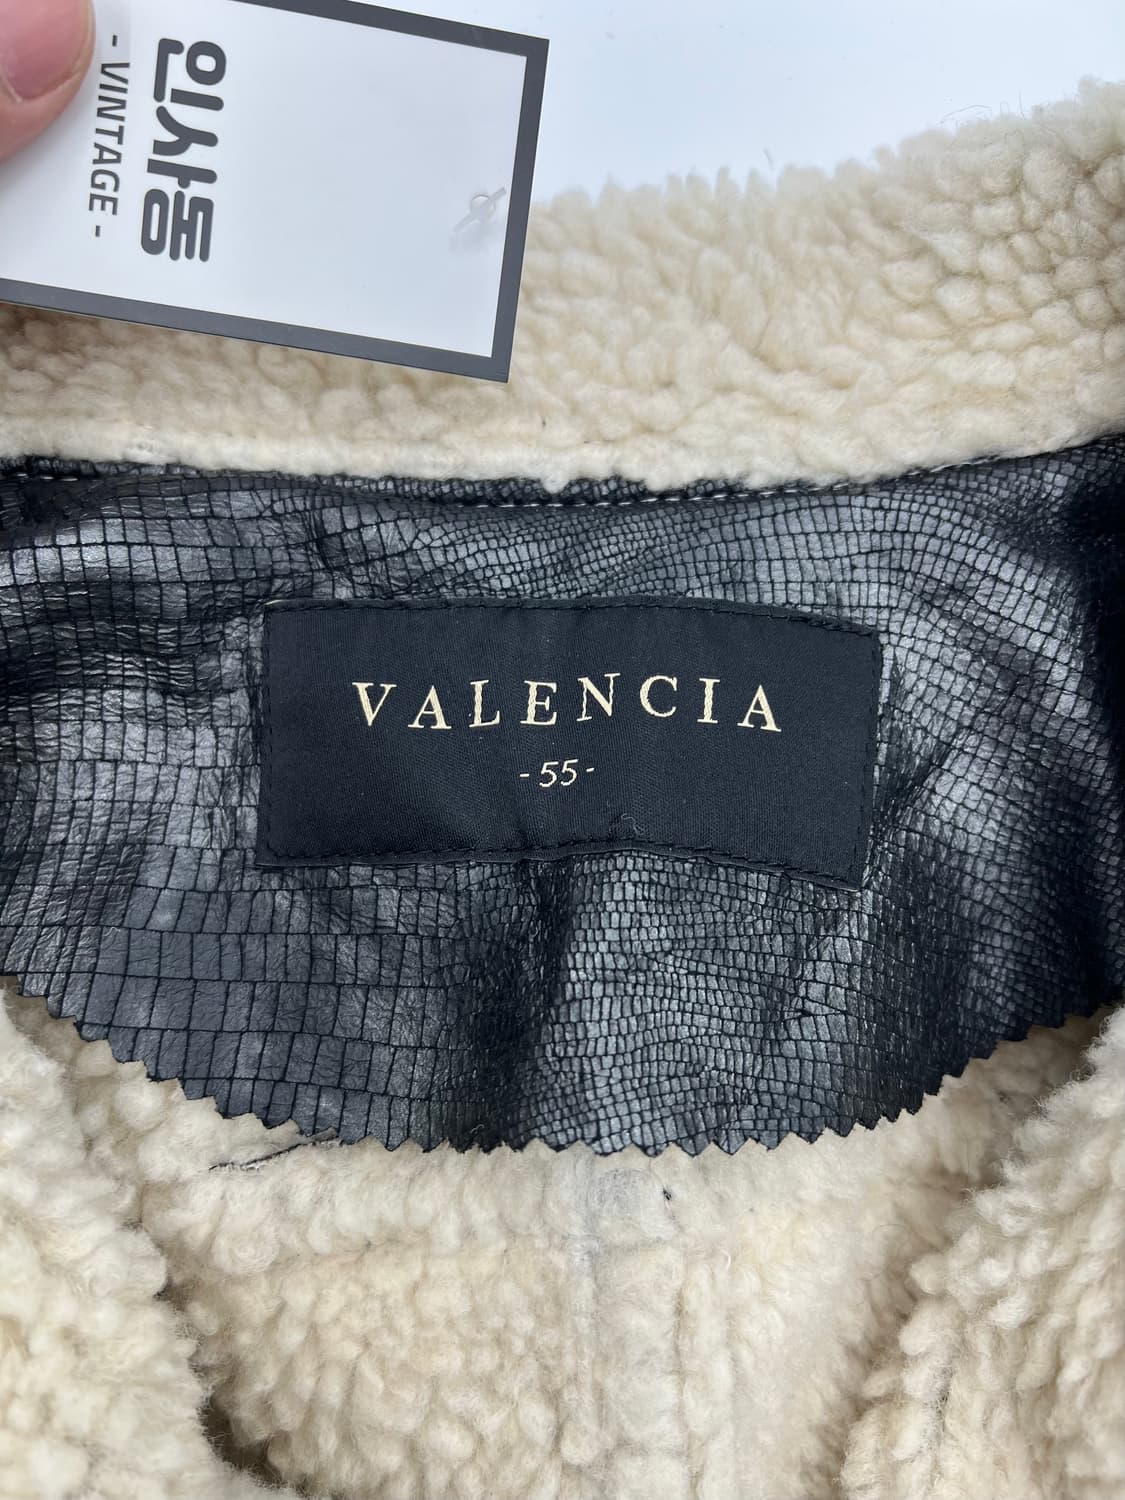 인사동
- VINTAGE -
VALENCIA
-55-